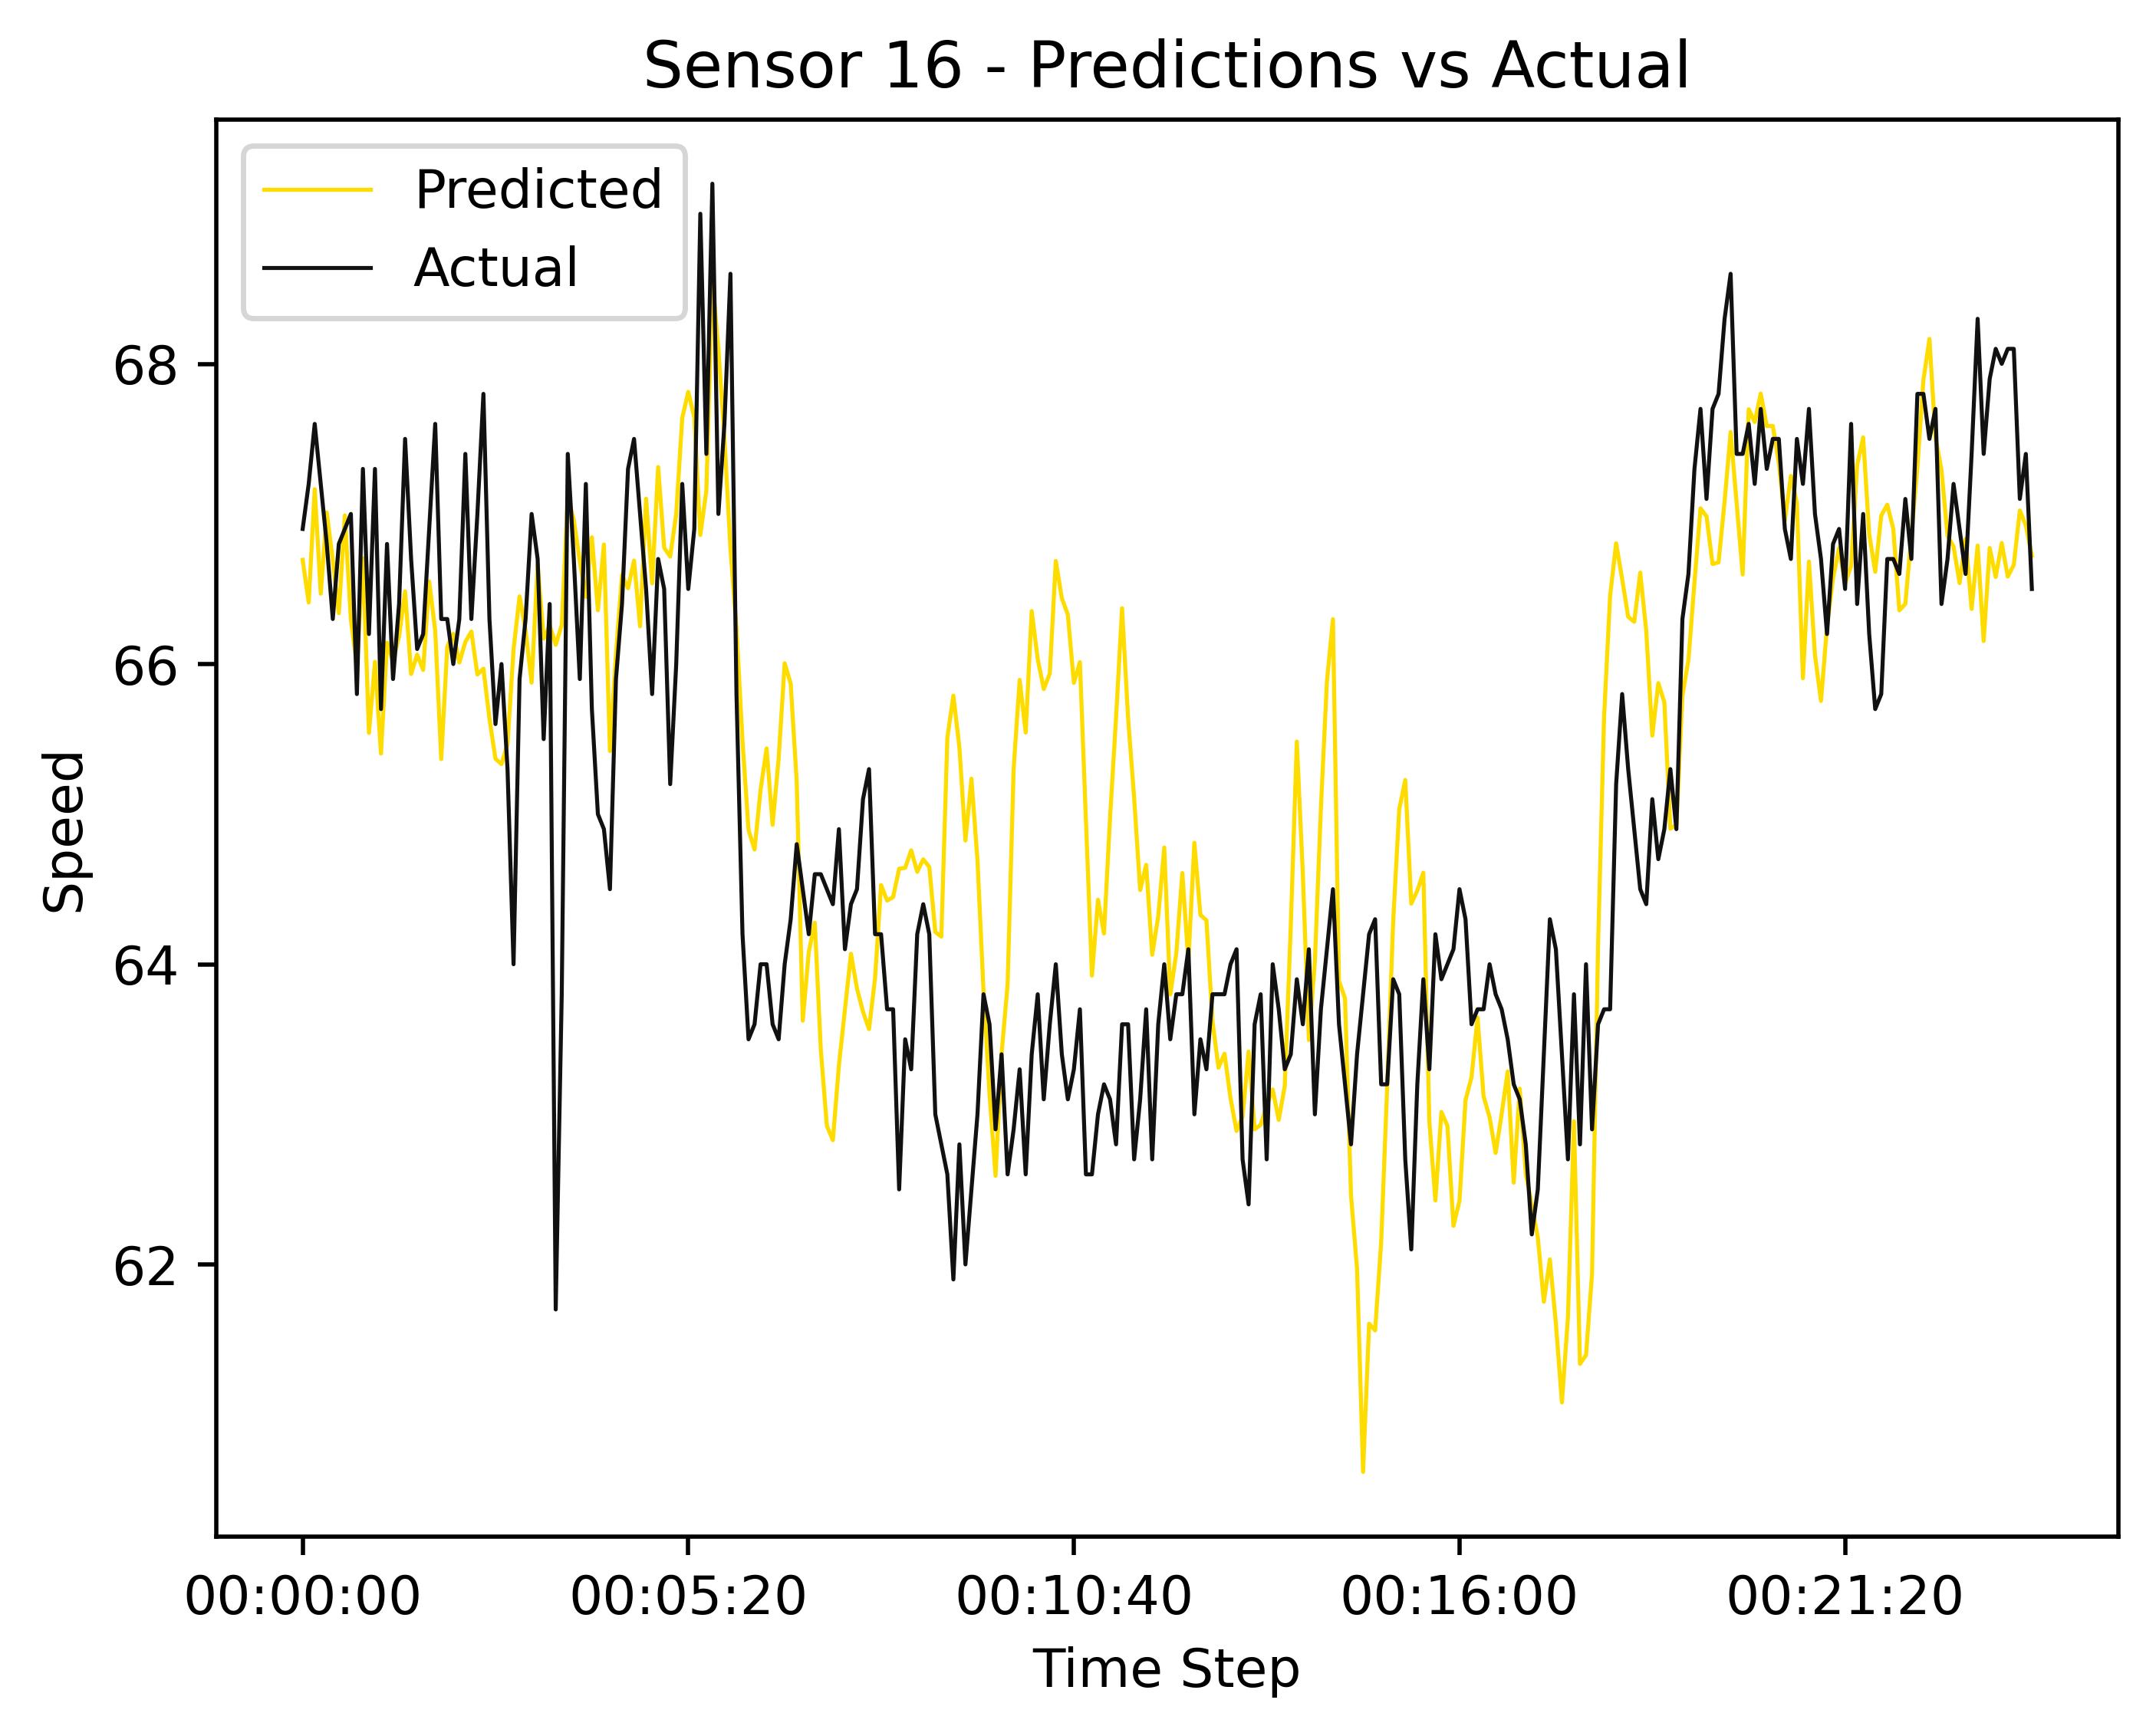 Sensor 16 - Predictions vs Actual
Predicted
Actual
68
66
64
62
Speed
00:00:00 00:05:20 00:10:40 00:16:00 00:21:20
Time Step